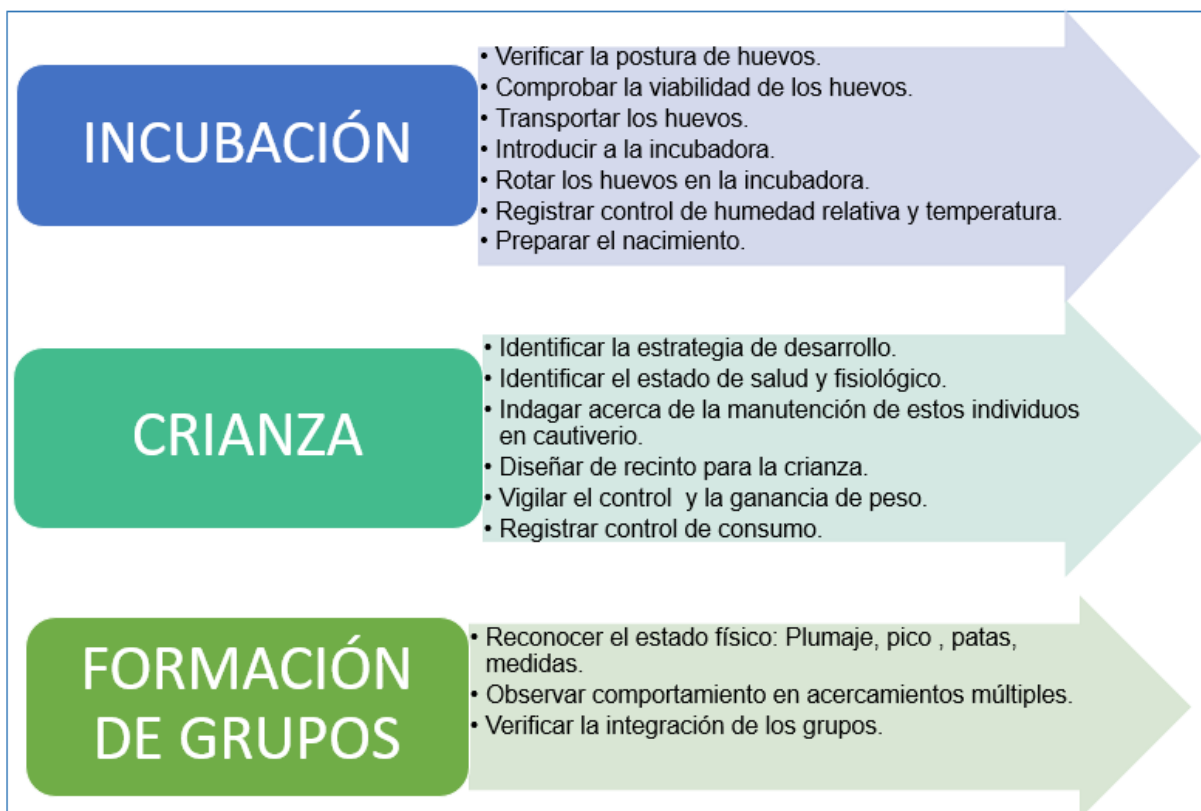 INCUBACIÓN
• Verificar la postura de huevos.
• Comprobar la viabilidad de los huevos.
• Transportar los huevos.
• Introducir a la incubadora.
• Rotar los huevos en la incubadora.
• Registrar control de humedad relativa y temperatura.
• Preparar el nacimiento.
CRIANZA
• Identificar la estrategia de desarrollo.
• Identificar el estado de salud y fisiológico.
• Indagar acerca de la manutención de estos individuos
en cautiverio.
• Diseñar de recinto para la crianza.
• Vigilar el control y la ganancia de peso.
• Registrar control de consumo.
FORMACIÓN
DE GRUPOS
• Reconocer el estado físico: Plumaje, pico , patas,
medidas.
• Observar comportamiento en acercamientos múltiples.
• Verificar la integración de los grupos.